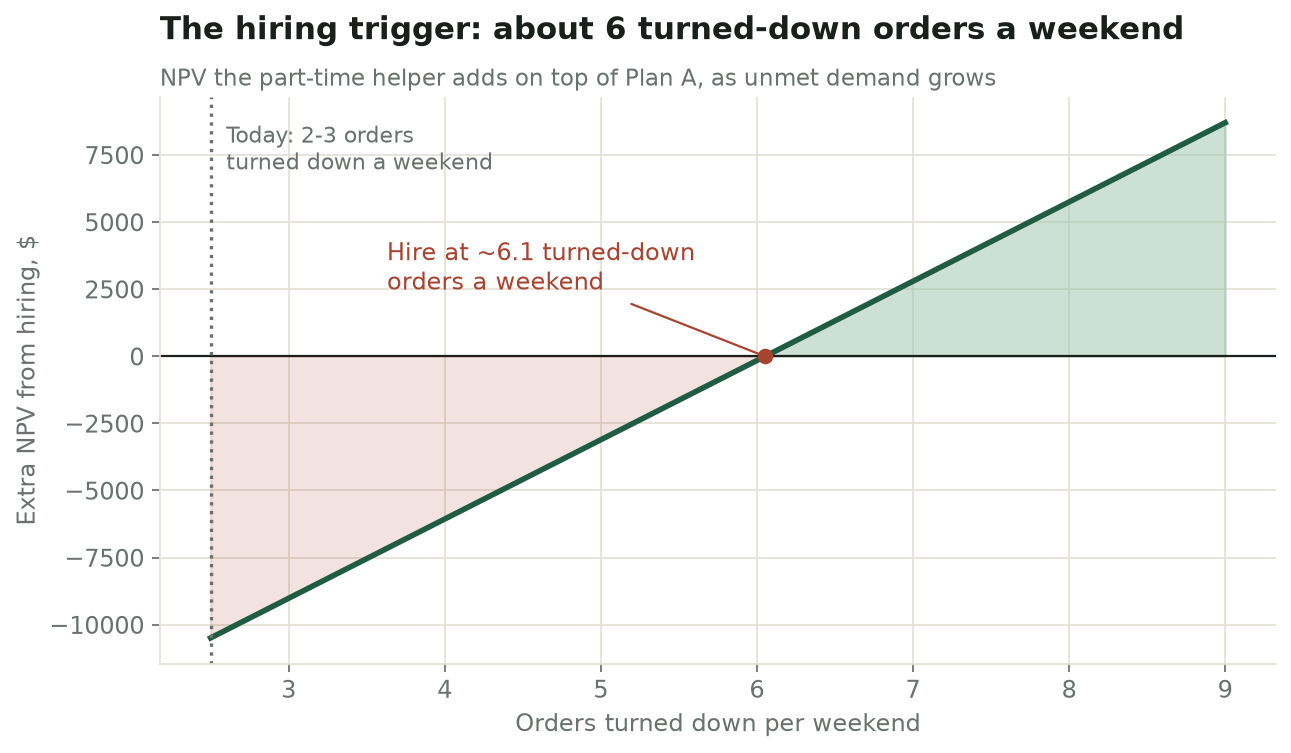 The hiring trigger: about 6 turned-down orders a weekend
NPV the part-time helper adds on top of Plan A, as unmet demand grows
Today: 2-3 orders
turned down a weekend
Hire at ~6.1 turned-down
orders a weekend
Extra NPV from hiring, $
7500
5000
2500
0
−2500
−5000
−7500
−10000
3 4 5 6 7 8 9
Orders turned down per weekend